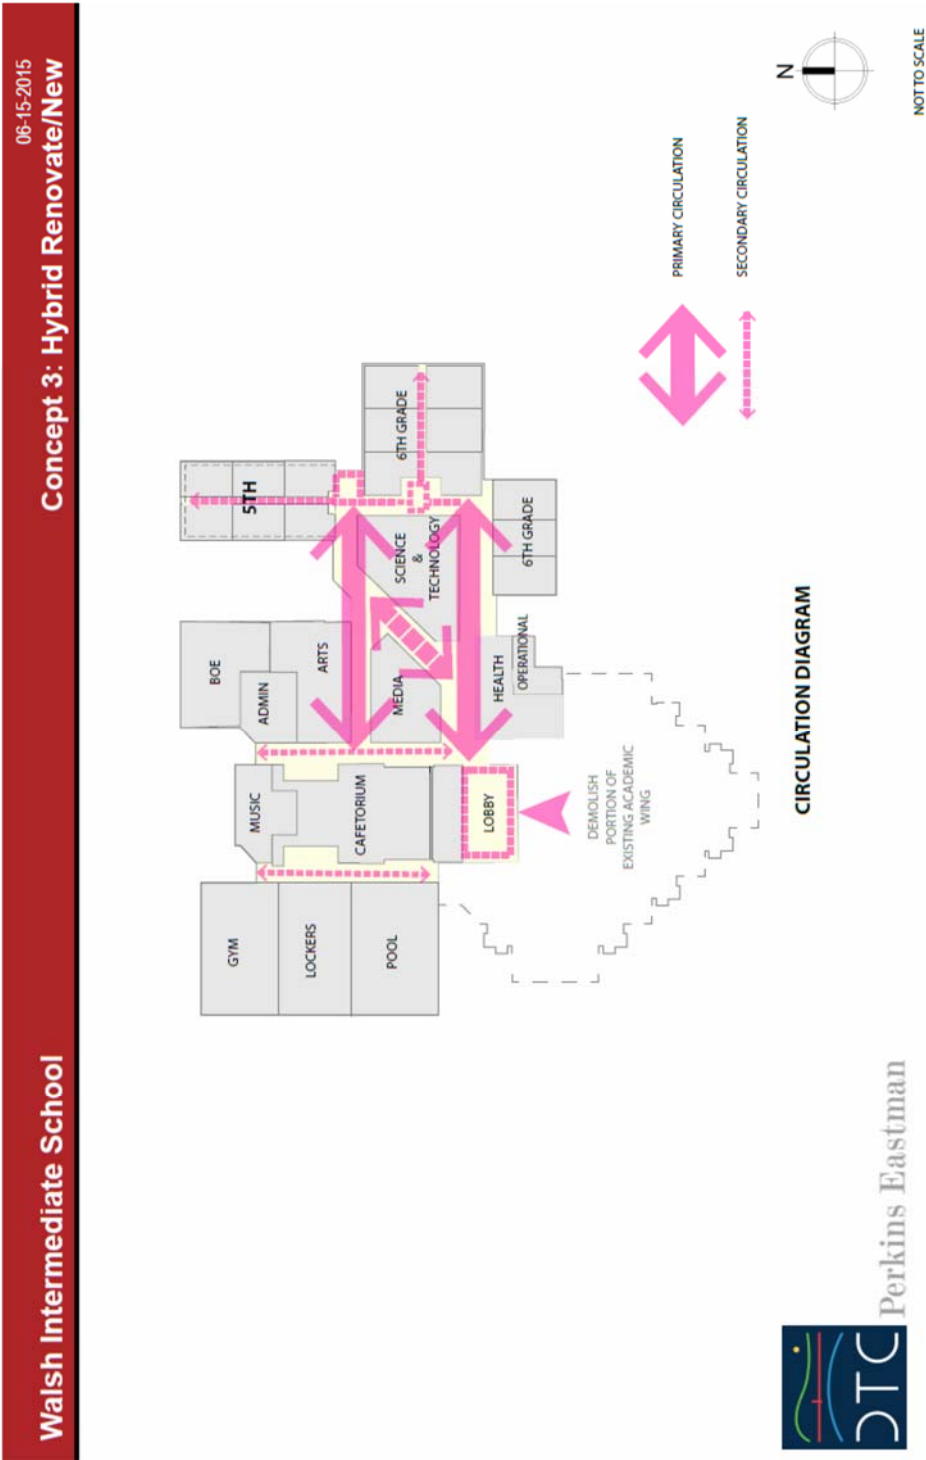 Walsh Intermediate School
06-15-2015
Concept 3: Hybrid Renovate/New
GYM
LOCKERS
POOL
MUSIC
CAFETORIUM
LOBBY
BOE
ADMIN
ARTS
MEDIA
HEALTH
OPERATIONAL
SCIENCE
&
TECHNOLOGY
5TH
6TH GRADE
6TH GRADE
DEMOLISH
PORTION OF
EXISTING ACADEMIC
WING
PRIMARY CIRCULATION
SECONDARY CIRCULATION
CIRCULATION DIAGRAM
N
NOT TO SCALE
DTC
Perkins Eastman